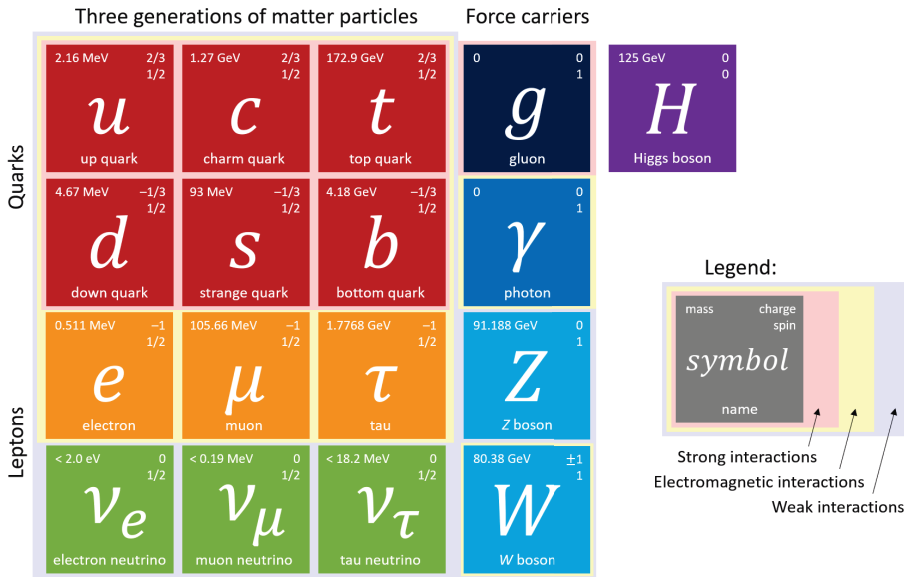 Three generations of matter particles
Force carriers
Quarks
Leptons
2.16 MeV 2/3
1/2
u
up quark
1.27 GeV 2/3
1/2
c
charm quark
172.9 GeV 2/3
1/2
t
top quark
0 0
1
g
gluon
125 GeV 0
0
H
Higgs boson
4.67 MeV –1/3
1/2
d
down quark
93 MeV –1/3
1/2
s
strange quark
4.18 GeV –1/3
1/2
b
bottom quark
0 0
1
γ
photon
0.511 MeV –1
1/2
e
electron
105.66 MeV –1
1/2
μ
muon
1.7768 GeV –1
1/2
τ
tau
91.188 GeV 0
1
Z
Z boson
< 2.0 eV 0
1/2
νe
electron neutrino
< 0.19 MeV 0
1/2
νμ
muon neutrino
< 18.2 MeV 0
1/2
ντ
tau neutrino
80.38 GeV ±1
1
W
W boson
Legend:
mass charge
spin
symbol
name
Strong interactions
Electromagnetic interactions
Weak interactions